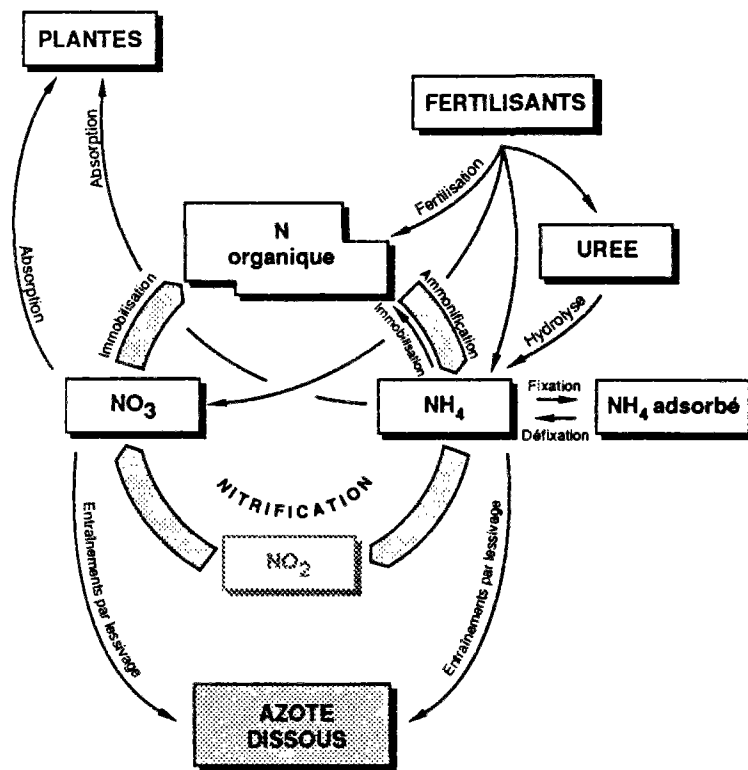 PLANTES
FERTILISANTS
Absorption
Fertilisation
Absorption
N
organique
UREE
Immobilisation
Ammonification
Immobilisation
Hydrolyse
NO3
NH4
Fixation
Défixation
NH4 adsorbé
NITRIFICATION
NO2
Entraînements par lessivage
Entraînements par lessivage
AZOTE
DISSOUS